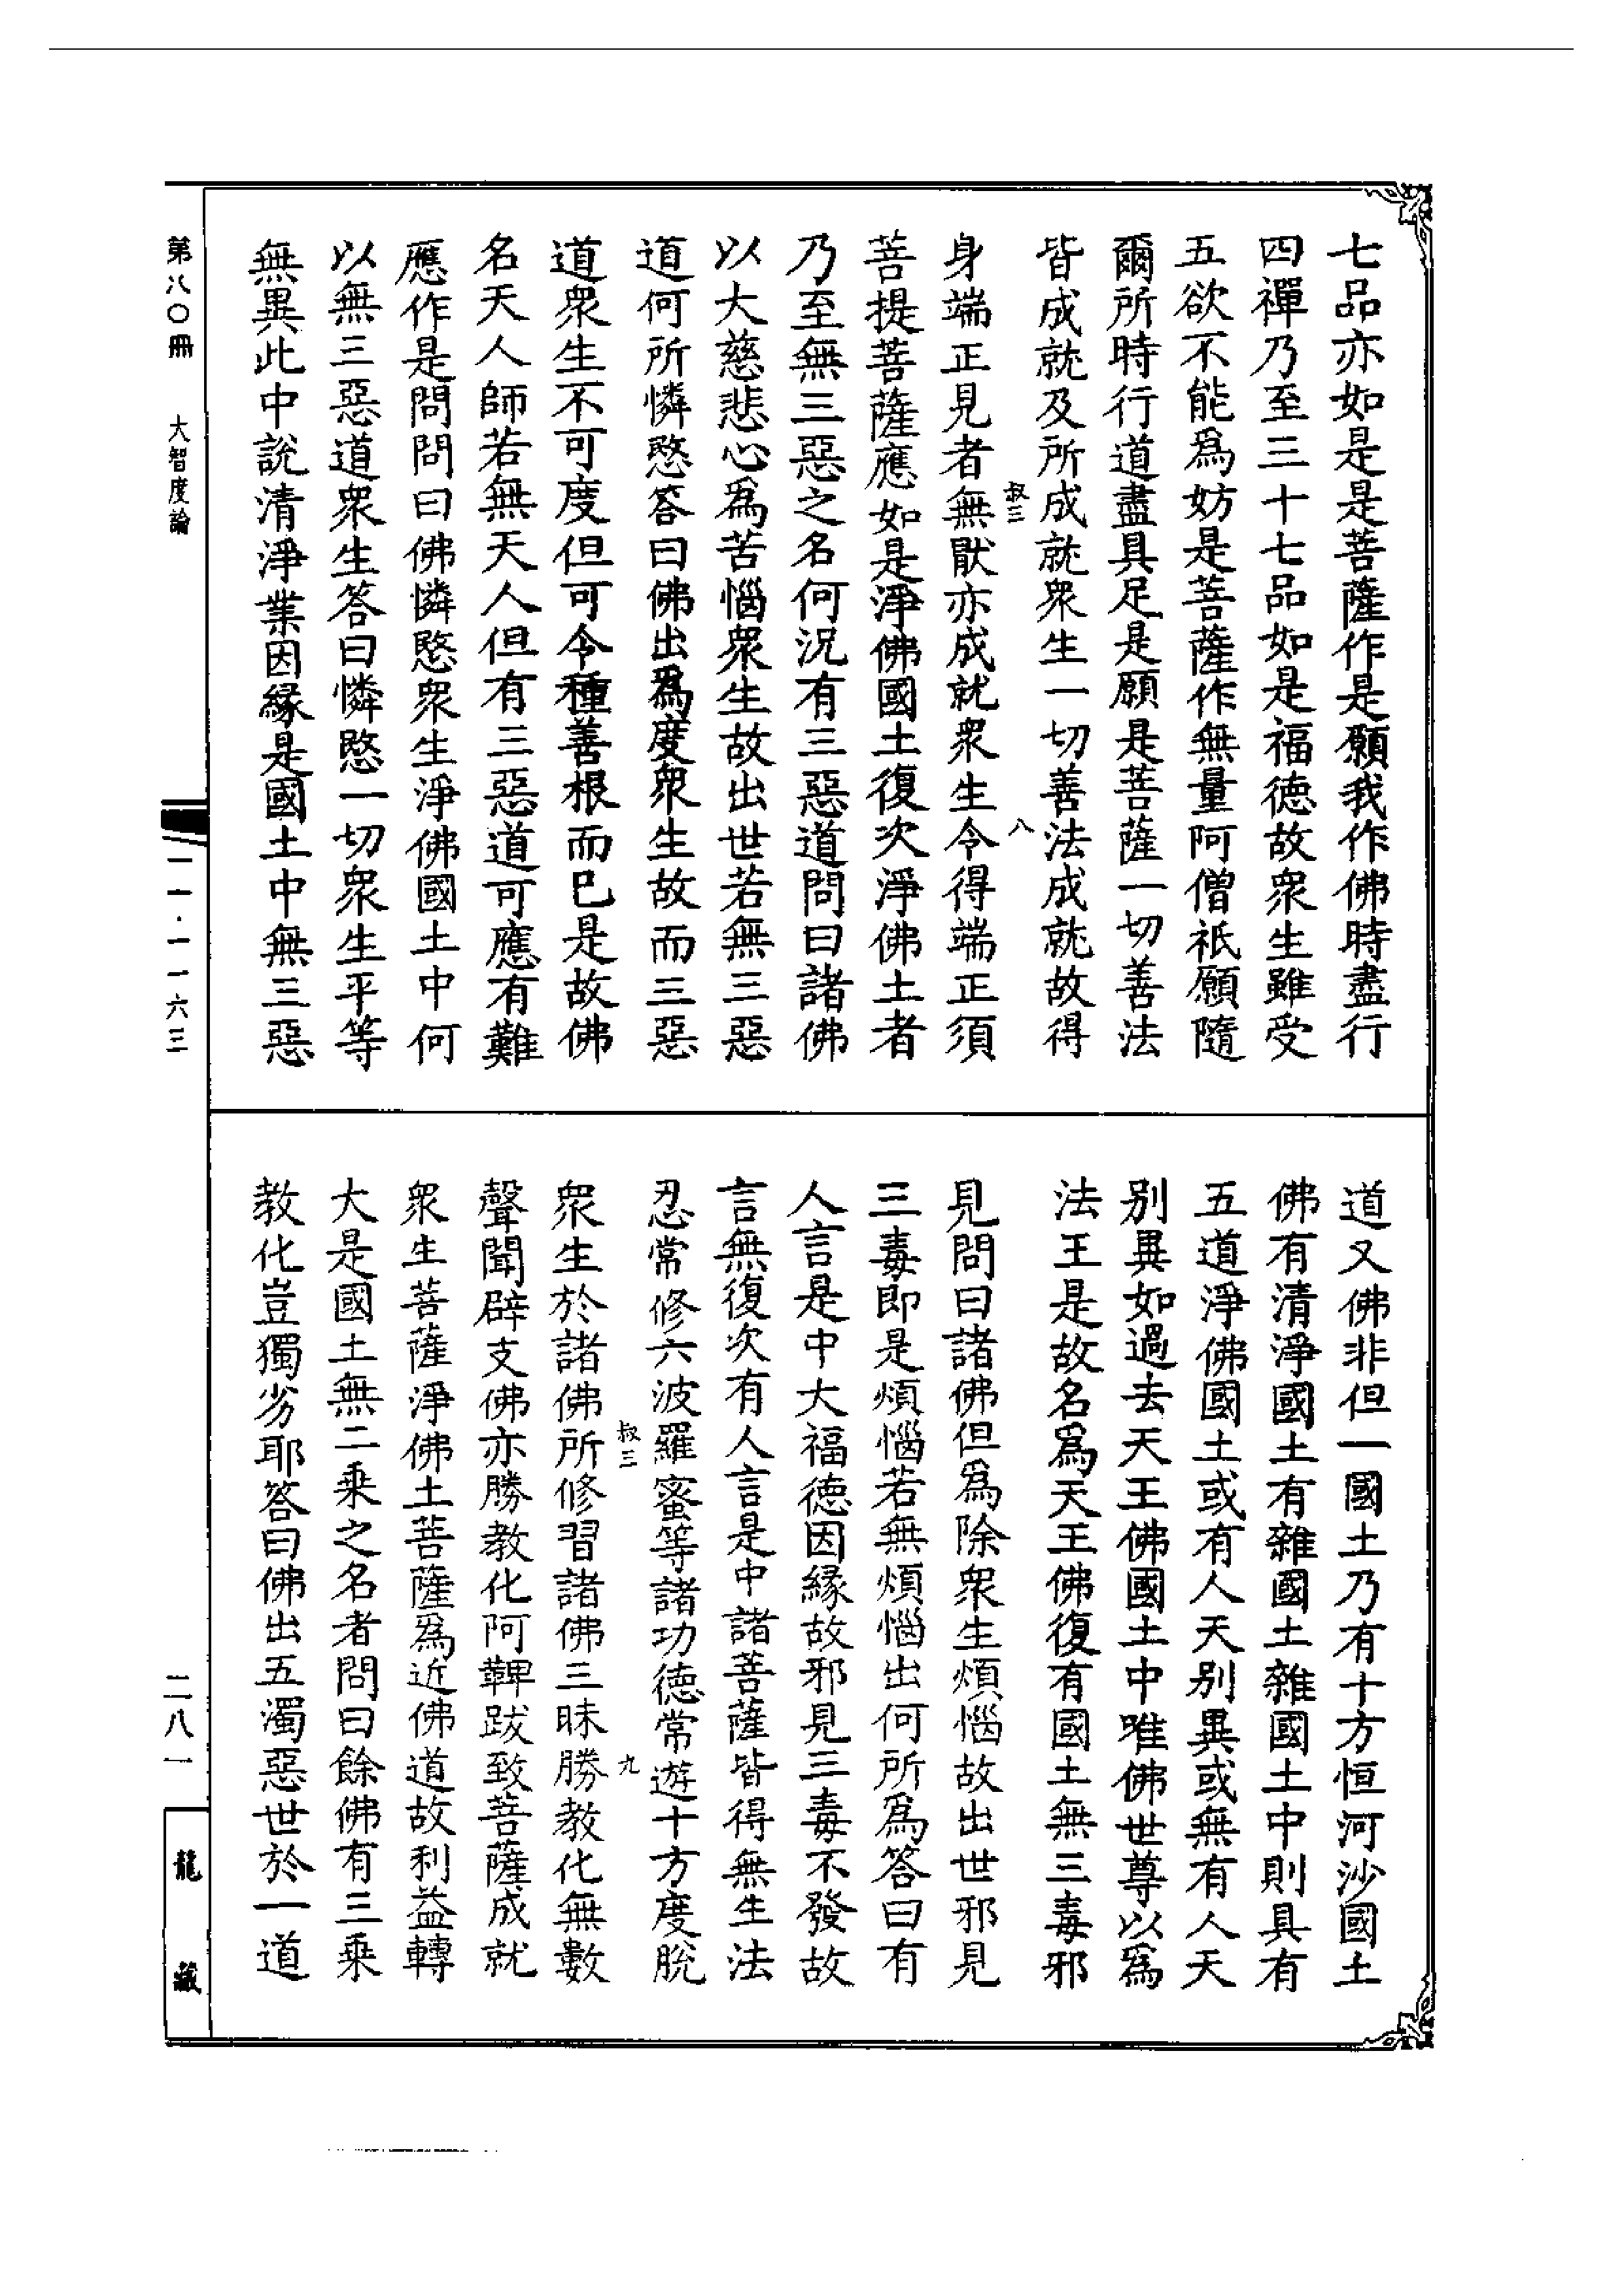 七品亦如是是菩薩作是願我作佛時盡行
四禪乃至三十七品如是福德故衆生雖受
五欲不能爲妨是菩薩作無量阿僧祇願隨
爾所時行道盡具足是願是菩薩一切善法
皆成就及所成就衆生一切善法成就故得
叔三
八
身端正見者無猒亦成就衆生令得端正須
菩提菩薩應如是淨佛國土復次淨佛土者
乃至無三惡之名何況有三惡道問曰諸佛
以大慈悲心爲苦惱衆生故出世若無三惡
道何所憐愍答曰佛出爲度衆生故而三惡
道衆生不可度但可令種善根而已是故佛
名天人師若無天人但有三惡道可應有難
應作是問問曰佛憐愍衆生淨佛國土中何
以無三惡道衆生答曰憐愍一切衆生平等
無異此中說清淨業因緣是國土中無三惡
道又佛非但一國土乃有十方恒河沙國土
佛有清淨國土有雜國土雜國土中則具有
五道淨佛國土或有人天別異或無有人天
別異如過去天王佛國土中唯佛世尊以爲
法王是故名爲天王佛復有國土無三毒邪
見問曰諸佛但爲除衆生煩惱故出世邪見
三毒即是煩惱若無煩惱出何所爲答曰有
人言是中大福德因緣故邪見三毒不發故
言無復次有人言是中諸菩薩皆得無生法
忍常修六波羅蜜等諸功德常遊十方度脫
叔三
九
衆生於諸佛所修習諸佛三昧勝教化無數
聲聞辟支佛亦勝教化阿鞞跋致菩薩成就
衆生菩薩淨佛土菩薩爲近佛道故利益轉
大是國土無二乘之名者問曰餘佛有三乘
教化豈獨劣耶答曰佛出五濁惡世於一道
第八〇冊
大智度論
一一·一一六三
二八一
龍藏